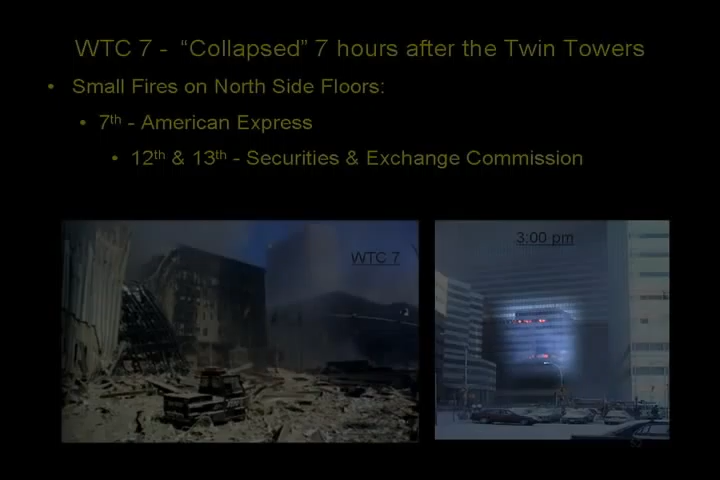 WTC 7 - “Collapsed” 7 hours after the Twin Towers
• Small Fires on North Side Floors:
• 7th - American Express
• 12th & 13th - Securities & Exchange Commission
WTC 7
3:00 pm